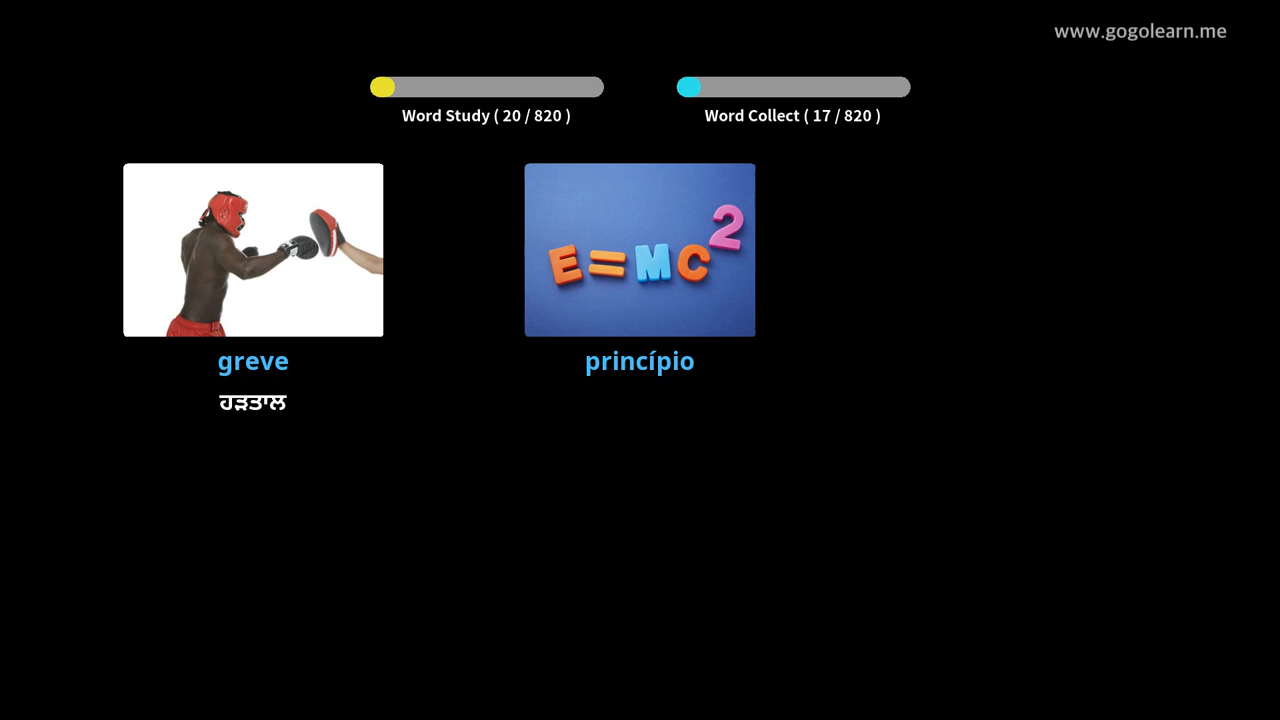 www.gogolearn.me
Word Study ( 20 / 820 )
Word Collect ( 17 / 820 )
E=MC2
greve
princípio
ਹੜਤਾਲ